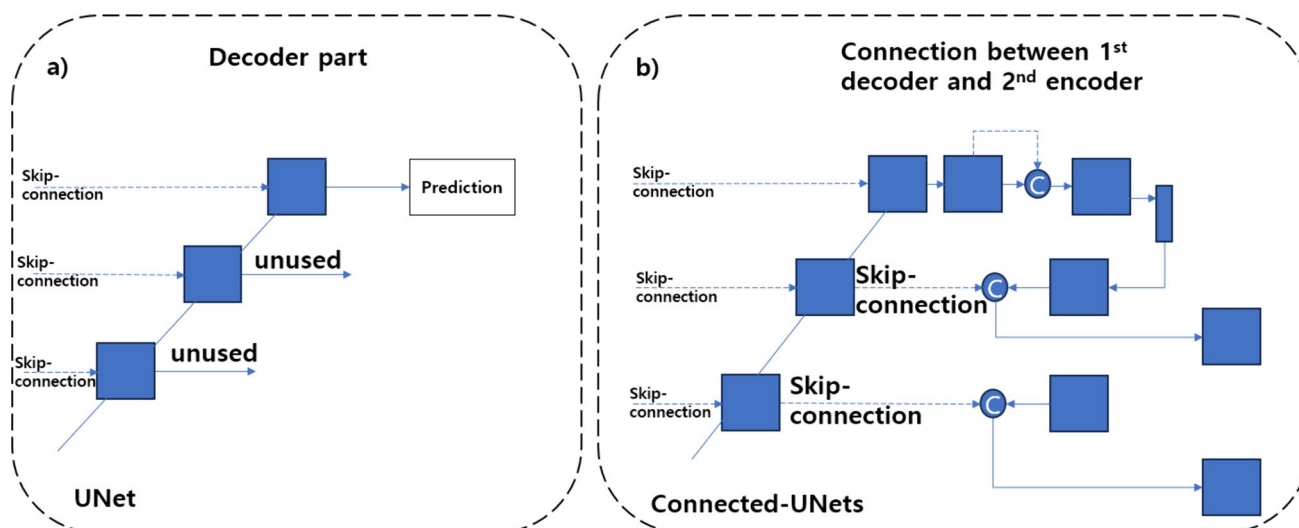 a)
Decoder part
Skip-
connection
Prediction
Skip-
connection
unused
Skip-
connection
unused
UNet
b)
Connection between 1st
decoder and 2nd encoder
Skip-
connection
C
Skip-
connection
Skip-
connection
C
Skip-
connection
Skip-
connection
C
Connected-UNets